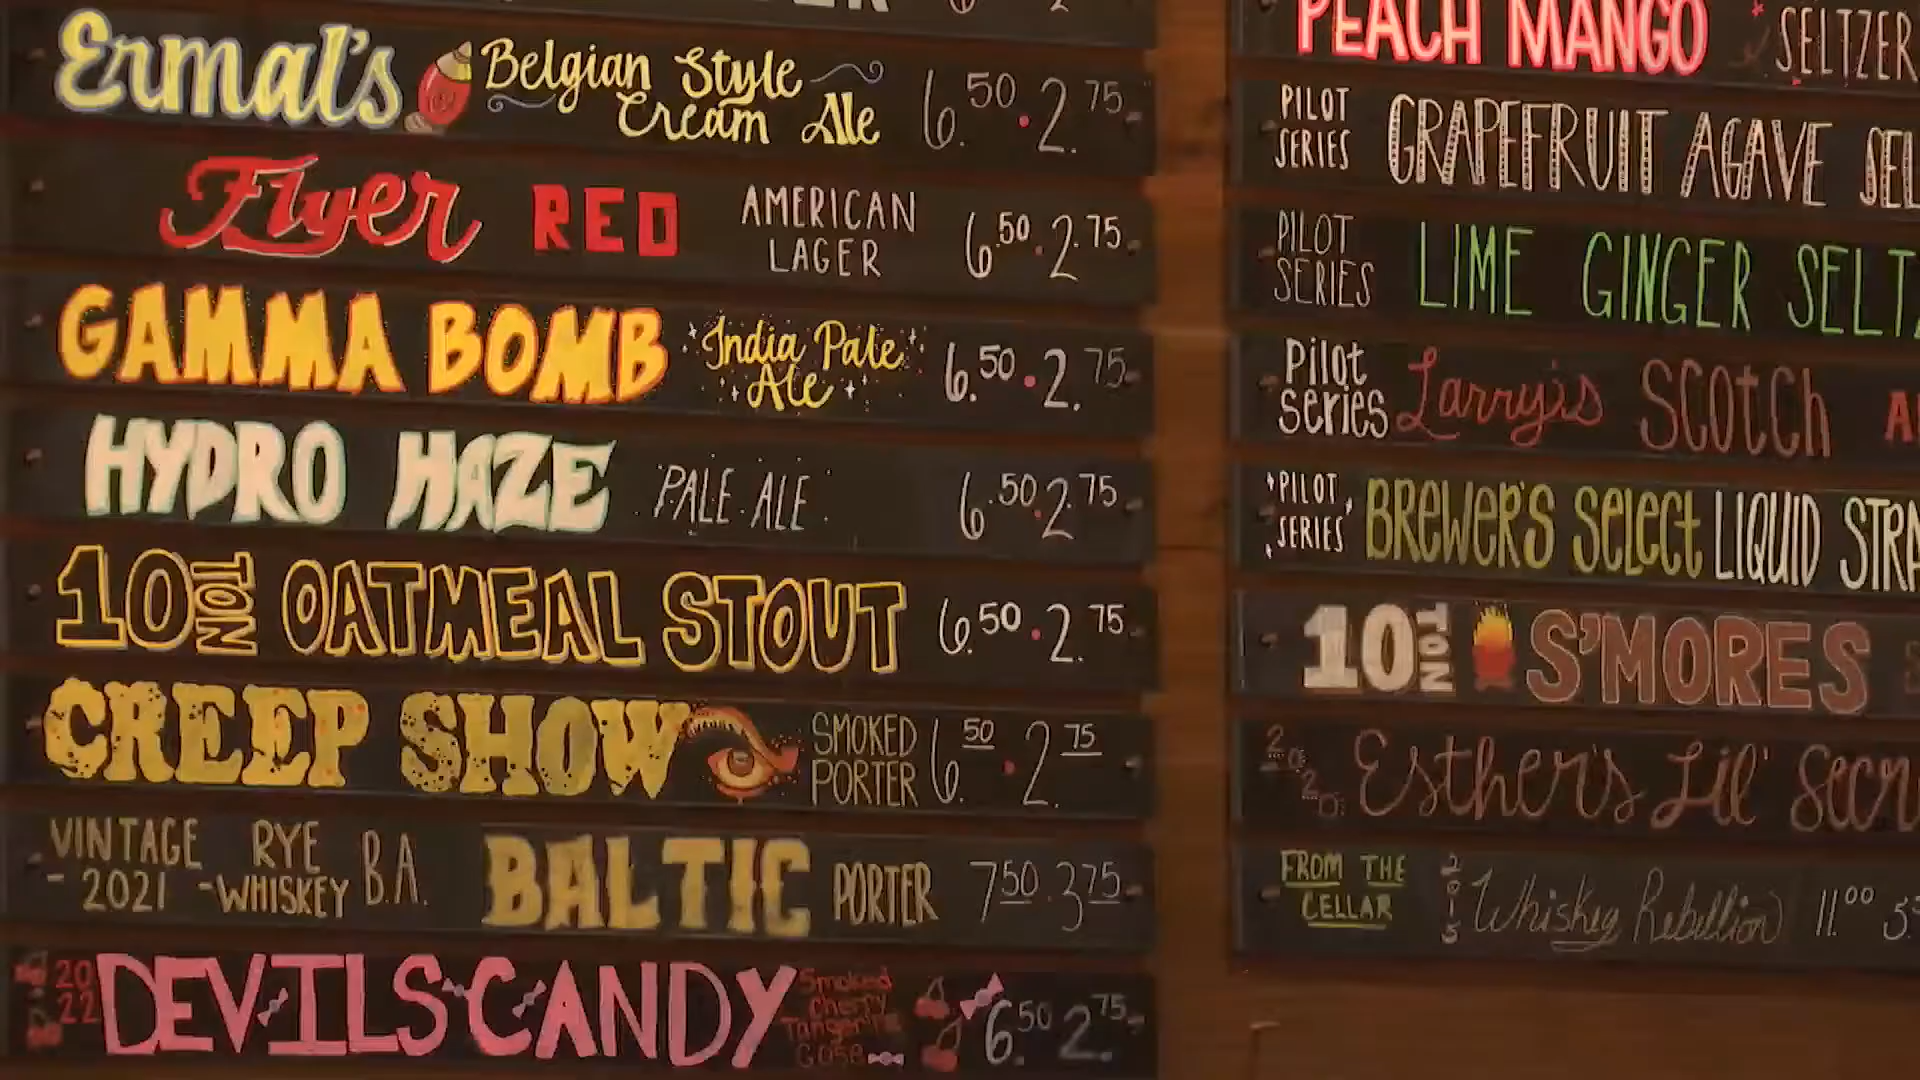 Ermal's Belgian Style Cream Ale 6.50 · 2.75
Flyer RED AMERICAN LAGER 6.50 · 2.75
GAMMA BOMB India Pale Ale 6.50 · 2.75
HYDRO HAZE PALE ALE 6.50 · 2.75
10 TON OATMEAL STOUT 6.50 · 2.75
CREEP SHOW SMOKED PORTER 6.50 · 2.75
VINTAGE - 2021 - RYE WHISKEY B.A. BALTIC PORTER 7 50 · 3 75
2022 DEVILS CANDY Smoked Cherry Tangerine Gose 6.50 2.75
PEACH MANGO SELTZER
PILOT SERIES GRAPEFRUIT AGAVE SEL
PILOT SERIES LIME GINGER SELT
Pilot series Larry's SCOTCH
PILOT SERIES BREWER'S Select LIQUID STRA
10 TON S'MORES
2020 Esther's Lil' Secr
FROM THE CELLAR 2015 Whiskey Rebellion 11.00